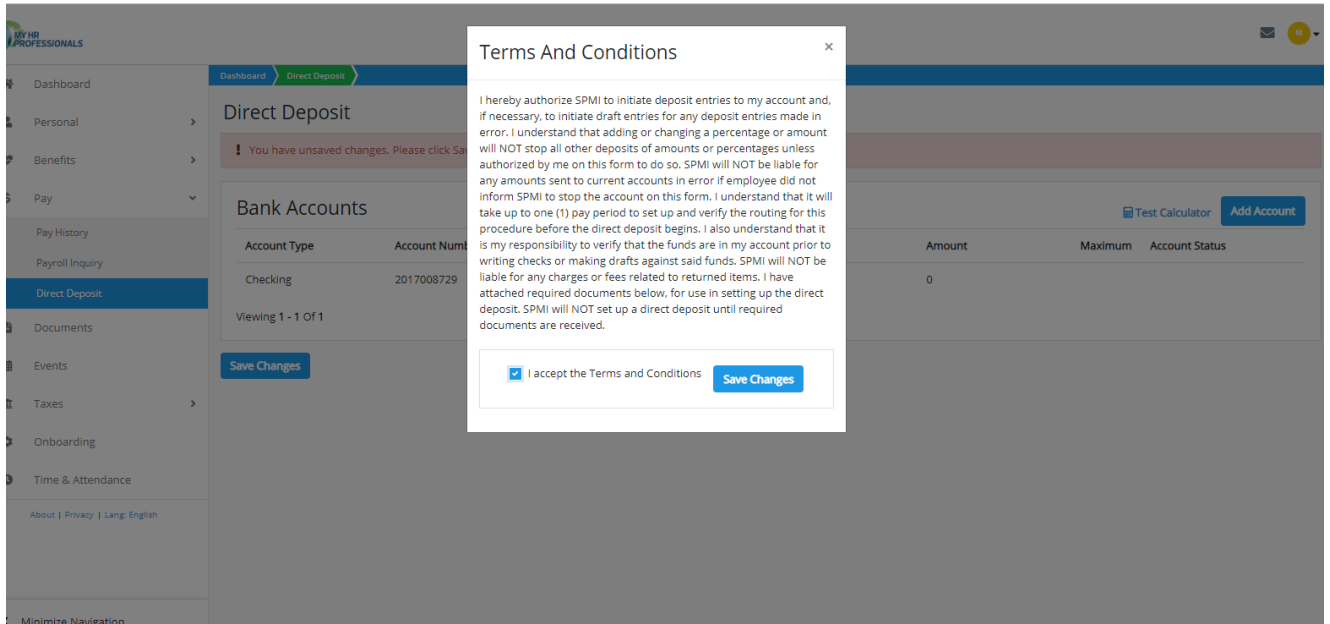 MY HR
PROFESSIONALS
M
Dashboard
Personal
Benefits
Pay
Pay History
Payroll Inquiry
Direct Deposit
Documents
Events
Taxes
Onboarding
Time & Attendance
About | Privacy | Lang: English
Minimize Navigation
Dashboard Direct Deposit
Direct Deposit
! You have unsaved changes. Please click Sa
Bank Accounts
Test Calculator Add Account
Account Type Account Numb Amount Maximum Account Status
Checking 2017008729 0
Viewing 1 - 1 Of 1
Save Changes
Terms And Conditions ×
I hereby authorize SPMI to initiate deposit entries to my account and,
if necessary, to initiate draft entries for any deposit entries made in
error. I understand that adding or changing a percentage or amount
will NOT stop all other deposits of amounts or percentages unless
authorized by me on this form to do so. SPMI will NOT be liable for
any amounts sent to current accounts in error if employee did not
inform SPMI to stop the account on this form. I understand that it will
take up to one (1) pay period to set up and verify the routing for this
procedure before the direct deposit begins. I also understand that it
is my responsibility to verify that the funds are in my account prior to
writing checks or making drafts against said funds. SPMI will NOT be
liable for any charges or fees related to returned items. I have
attached required documents below, for use in setting up the direct
deposit. SPMI will NOT set up a direct deposit until required
documents are received.
I accept the Terms and Conditions Save Changes